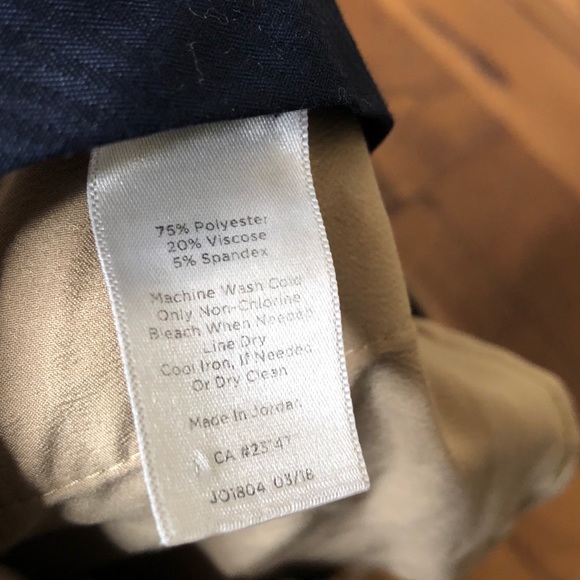 75% Polyester
20% Viscose
5% Spandex
Machine Wash Cold
Only Non-Chlorine
Bleach When Needed
Line Dry
Cool Iron, If Needed
Or Dry Clean
Made In Jordan
CA
JO1804 03/18